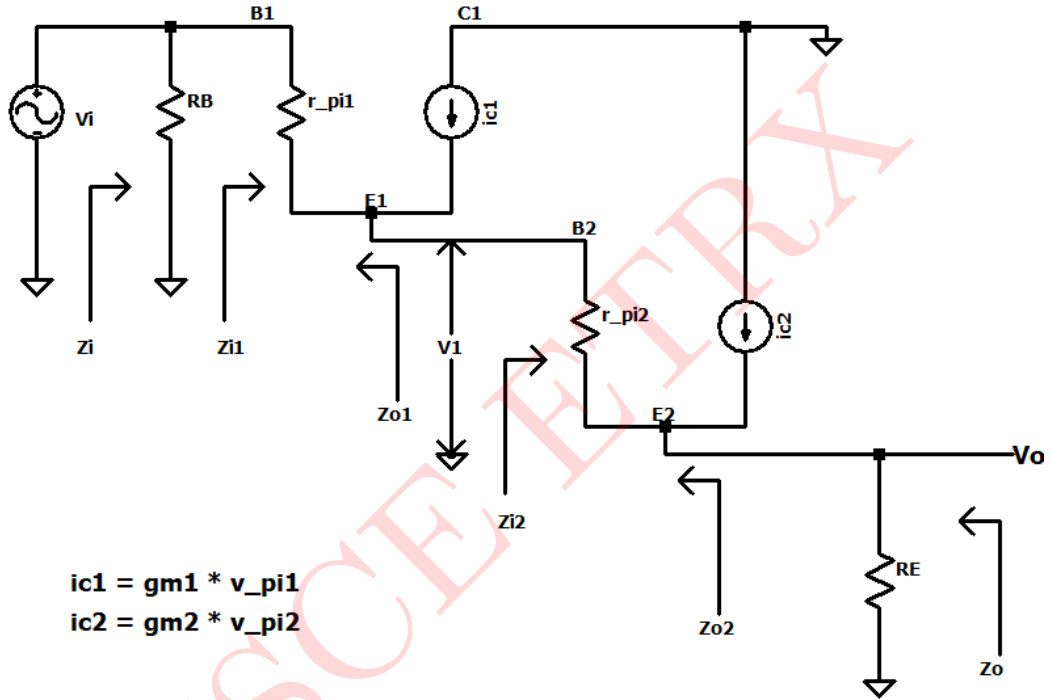 B1
C1
Vi
RB
r_pi1
ic1
E1
B2
Zi
Zi1
V1
Zo1
r_pi2
ic2
Zi2
E2
Vo
RE
Zo2
Zo
ic1 = gm1 * v_pi1
ic2 = gm2 * v_pi2
SCE ETRX